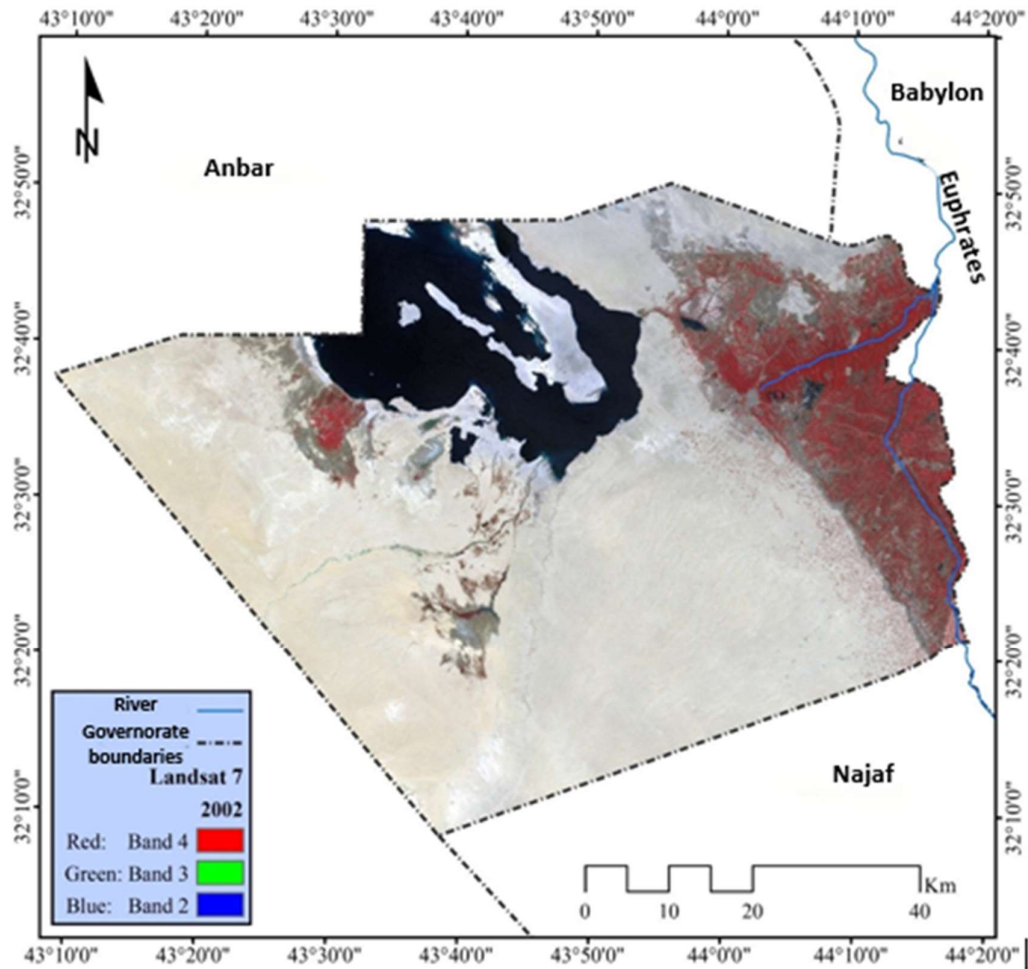 43°10'0" 43°20'0" 43°30'0" 43°40'0" 43°50'0" 44°0'0" 44°10'0" 44°20'0"
N
Babylon
Anbar
Euphrates
Najaf
32°50'0"
32°40'0"
32°30'0"
32°20'0"
32°10'0"
32°50'0"
32°40'0"
32°30'0"
32°20'0"
32°10'0"
River
Governorate
boundaries
Landsat 7
2002
Red: Band 4
Green: Band 3
Blue: Band 2
Km
0 10 20 40
43°10'0" 43°20'0" 43°30'0" 43°40'0" 43°50'0" 44°0'0" 44°10'0" 44°20'0"